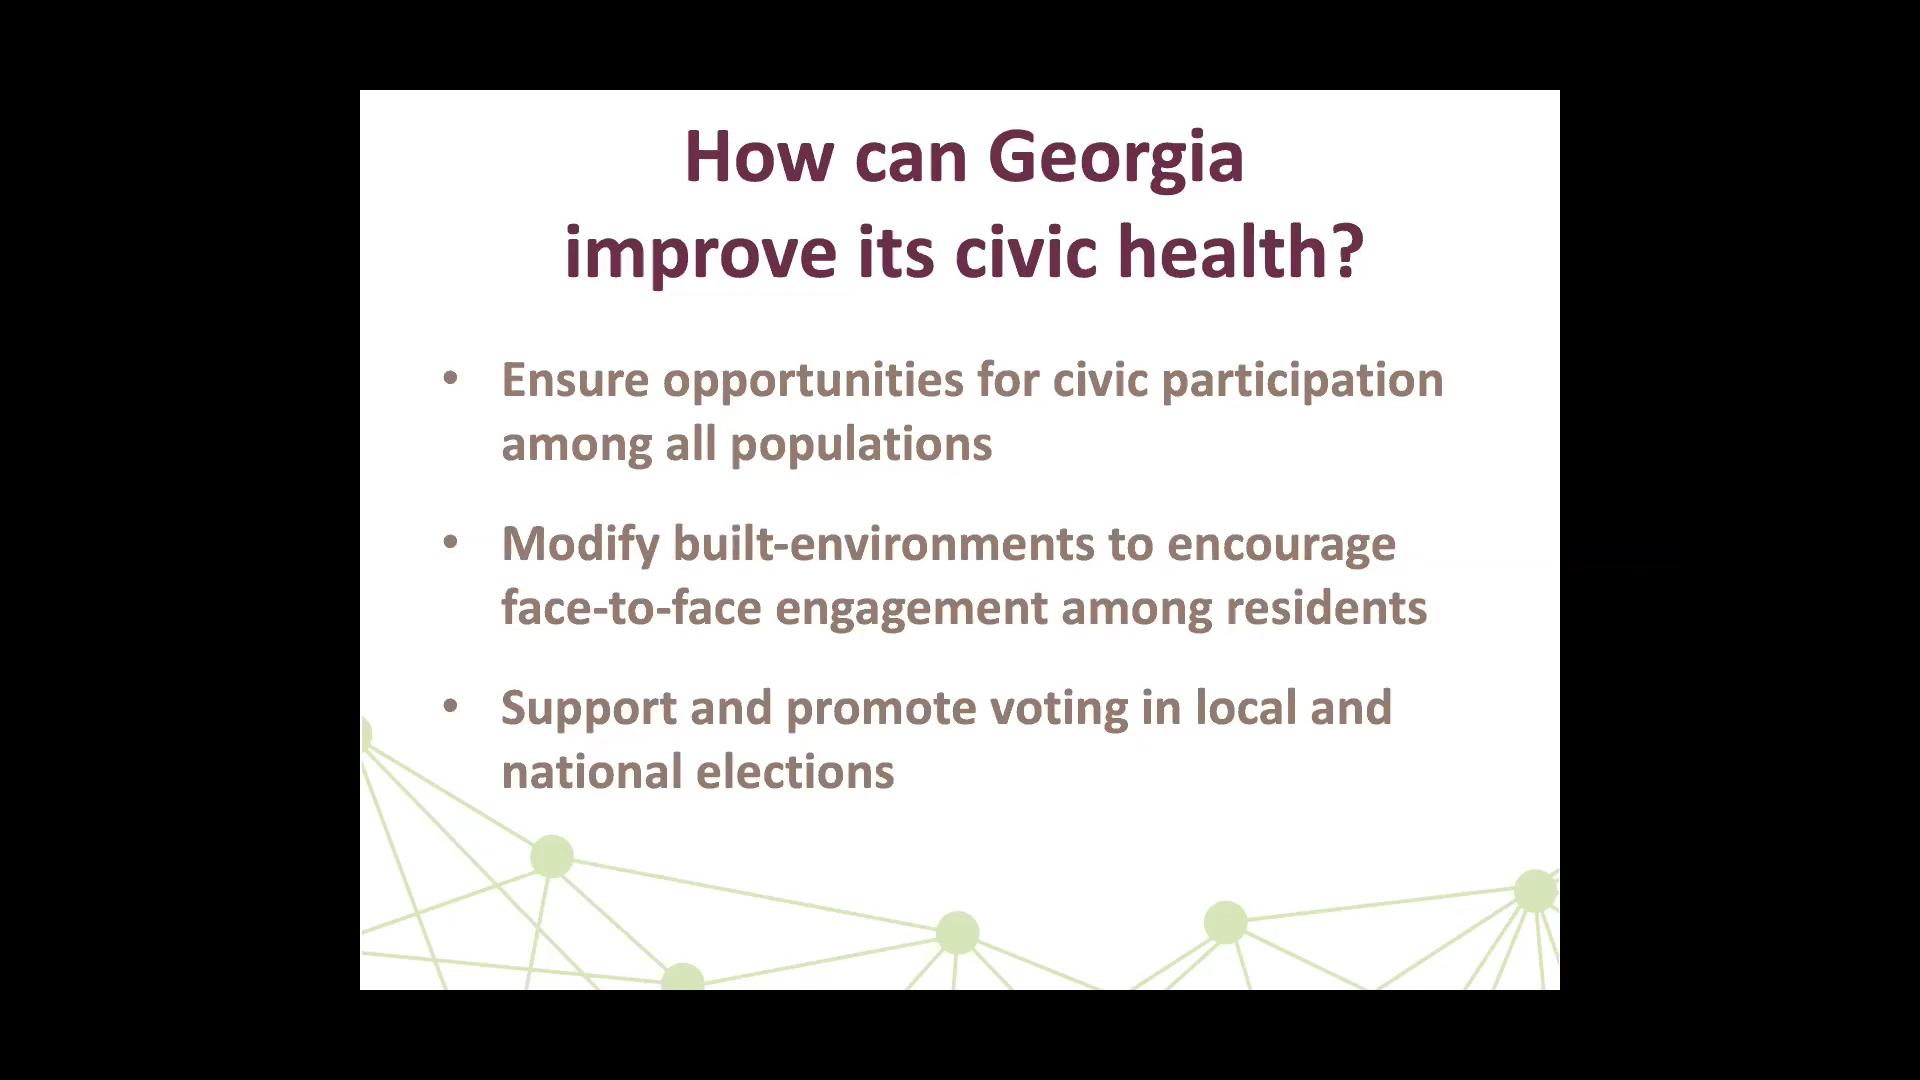 How can Georgia
improve its civic health?
• Ensure opportunities for civic participation
among all populations
• Modify built-environments to encourage
face-to-face engagement among residents
• Support and promote voting in local and
national elections